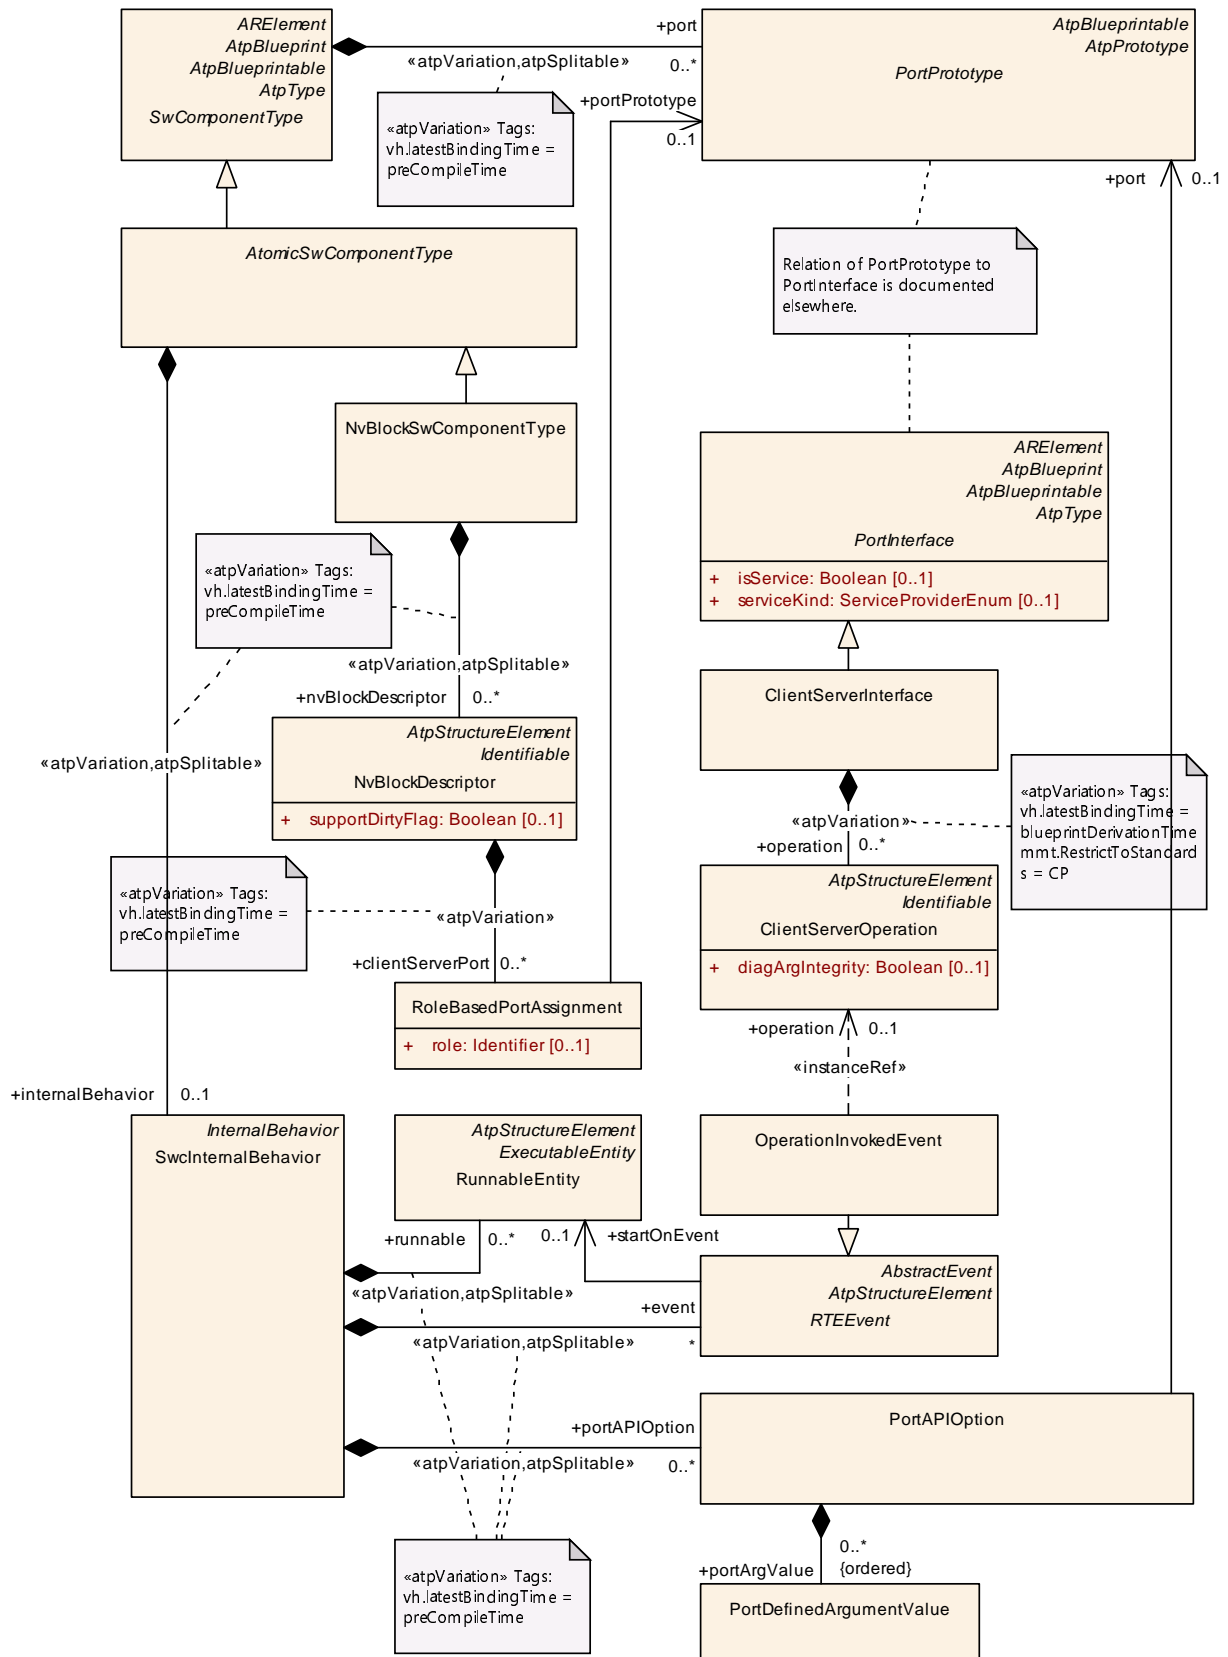 ARElement
AtpBlueprint
AtpBlueprintable
AtpType
SwComponentType
+port
«atpVariation,atpSplitable»
0..*
AtpBlueprintable
AtpPrototype
PortPrototype
«atpVariation» Tags:
vh.latestBindingTime =
preCompileTime
+portPrototype
0..1
+port
0..1
AtomicSwComponentType
Relation of PortPrototype to
PortInterface is documented
elsewhere.
NvBlockSwComponentType
ARElement
AtpBlueprint
AtpBlueprintable
AtpType
PortInterface
+ isService: Boolean [0..1]
+ serviceKind: ServiceProviderEnum [0..1]
«atpVariation» Tags:
vh.latestBindingTime =
preCompileTime
«atpVariation,atpSplitable»
+nvBlockDescriptor
0..*
ClientServerInterface
AtpStructureElement
Identifiable
NvBlockDescriptor
+ supportDirtyFlag: Boolean [0..1]
«atpVariation,atpSplitable»
«atpVariation» Tags:
vh.latestBindingTime =
blueprintDerivationTime
mmt.RestrictToStandard
s = CP
«atpVariation»
+operation
0..*
«atpVariation» Tags:
vh.latestBindingTime =
preCompileTime
«atpVariation»
+clientServerPort
0..*
AtpStructureElement
Identifiable
ClientServerOperation
+ diagArgIntegrity: Boolean [0..1]
RoleBasedPortAssignment
+ role: Identifier [0..1]
+operation
0..1
«instanceRef»
+internalBehavior
0..1
InternalBehavior
SwcInternalBehavior
AtpStructureElement
ExecutableEntity
RunnableEntity
OperationInvokedEvent
+runnable
0..*
0..1
+startOnEvent
«atpVariation,atpSplitable»
AbstractEvent
AtpStructureElement
RTEEvent
+event
«atpVariation,atpSplitable»
*
+portAPIOption
«atpVariation,atpSplitable»
0..*
PortAPIOption
«atpVariation» Tags:
vh.latestBindingTime =
preCompileTime
0..*
{ordered}
+portArgValue
PortDefinedArgumentValue